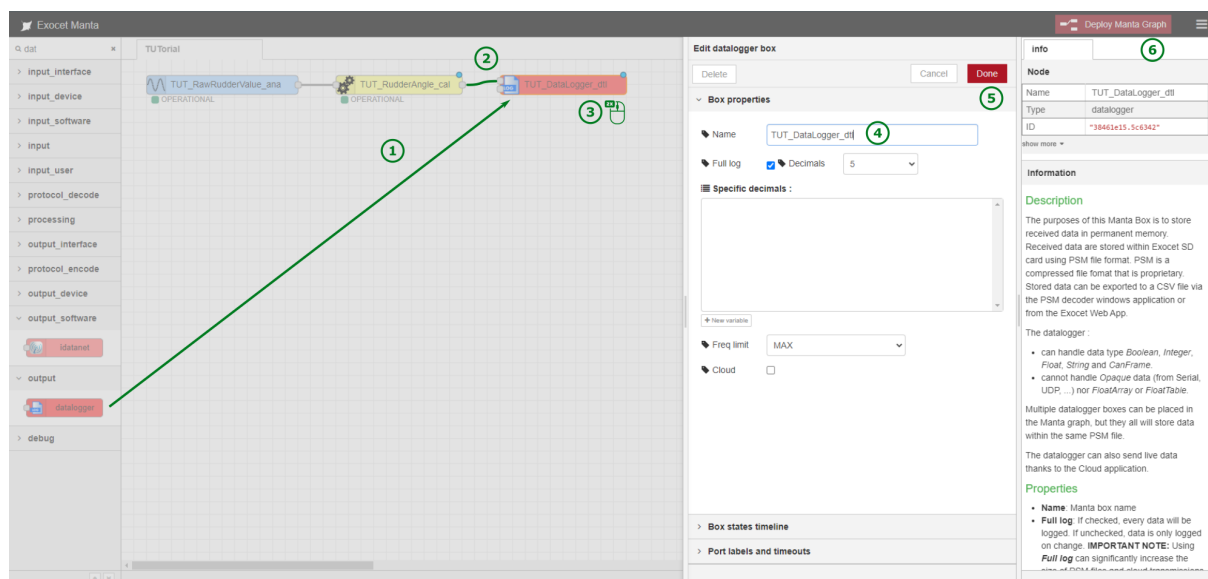 Exocet Manta
Deploy Manta Graph
dat
TUTorial
input_interface
input_device
input_software
input
input_user
protocol_decode
processing
output_interface
protocol_encode
output_device
output_software
idatanet
output
datalogger
debug
TUT_RawRudderValue_ana
OPERATIONAL
TUT_RudderAngle_cal
OPERATIONAL
TUT_DataLogger_dtl
LOG
1
2
3
2x
Edit datalogger box
Delete
Cancel
Done
5
Box properties
Name
TUT_DataLogger_dtl
4
Full log
Decimals
5
Specific decimals :
+ New variable
Freq limit
MAX
Cloud
Box states timeline
Port labels and timeouts
info
6
Node
Name TUT_DataLogger_dtl
Type datalogger
ID "38461e15.5c6342"
show more
Information
Description
The purposes of this Manta Box is to store
received data in permanent memory.
Received data are stored within Exocet SD
card using PSM file format. PSM is a
compressed file fomat that is proprietary.
Stored data can be exported to a CSV file via
the PSM decoder windows application or
from the Exocet Web App.
The datalogger :
• can handle data type Boolean, Integer,
Float, String and CanFrame.
• cannot handle Opaque data (from Serial,
UDP, ...) nor FloatArray or FloatTable.
Multiple datalogger boxes can be placed in
the Manta graph, but they all will store data
within the same PSM file.
The datalogger can also send live data
thanks to the Cloud application.
Properties
• Name: Manta box name
• Full log: If checked, every data will be
logged. If unchecked, data is only logged
on change. IMPORTANT NOTE: Using
Full log can significantly increase the
size of PSM files and cloud transmissions